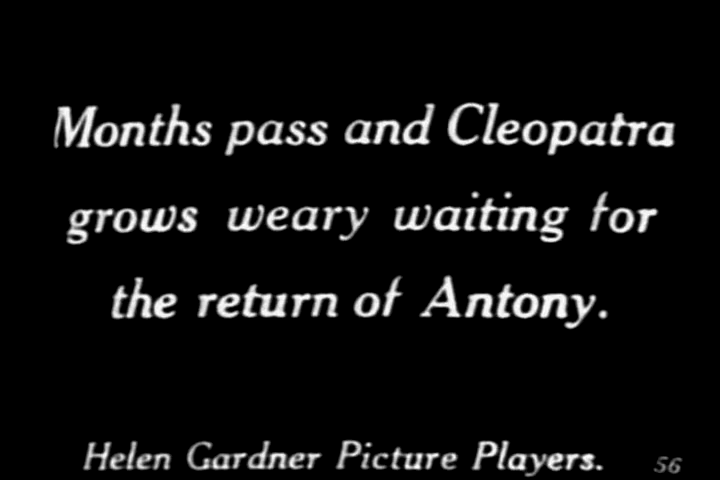 Months pass and Cleopatra
grows weary waiting for
the return of Antony.
Helen Gardner Picture Players. 56